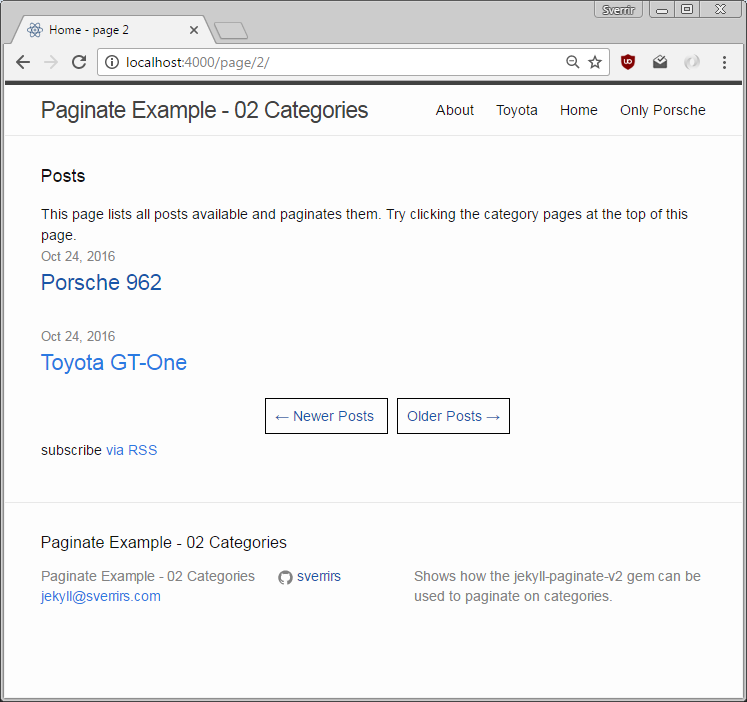 Sverrir
Home - page 2
localhost:4000/page/2/
Paginate Example - 02 Categories
About Toyota Home Only Porsche
Posts
This page lists all posts available and paginates them. Try clicking the category pages at the top of this
page.
Oct 24, 2016
Porsche 962
Oct 24, 2016
Toyota GT-One
← Newer Posts Older Posts →
subscribe via RSS
Paginate Example - 02 Categories
Paginate Example - 02 Categories
jekyll@sverrirs.com
sverrirs
Shows how the jekyll-paginate-v2 gem can be
used to paginate on categories.